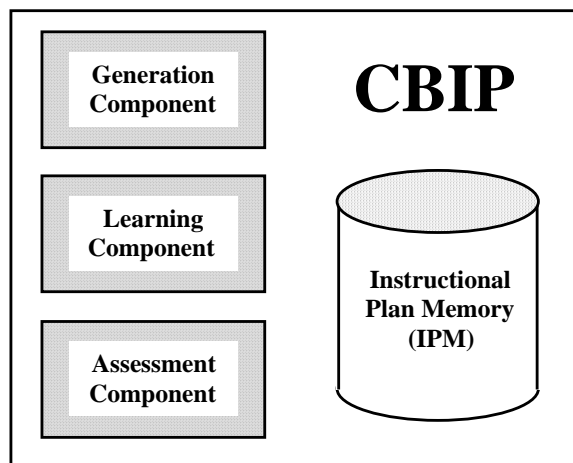 Generation
Component
CBIP
Learning
Component
Instructional
Plan Memory
(IPM)
Assessment
Component